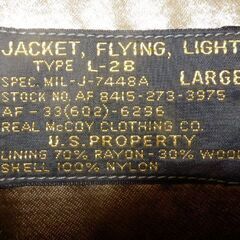 JACKET, FLYING, LIGHT
TYPE L-2B
SPEC. MIL-J-7448A LARGE
STOCK NO. AF 8415-273-3975
AF-33(602)-6296
REAL McCOY CLOTHING CO.
U.S. PROPERTY
LINING 70% RAYON - 30% WOOL
SHELL 100% NYLON